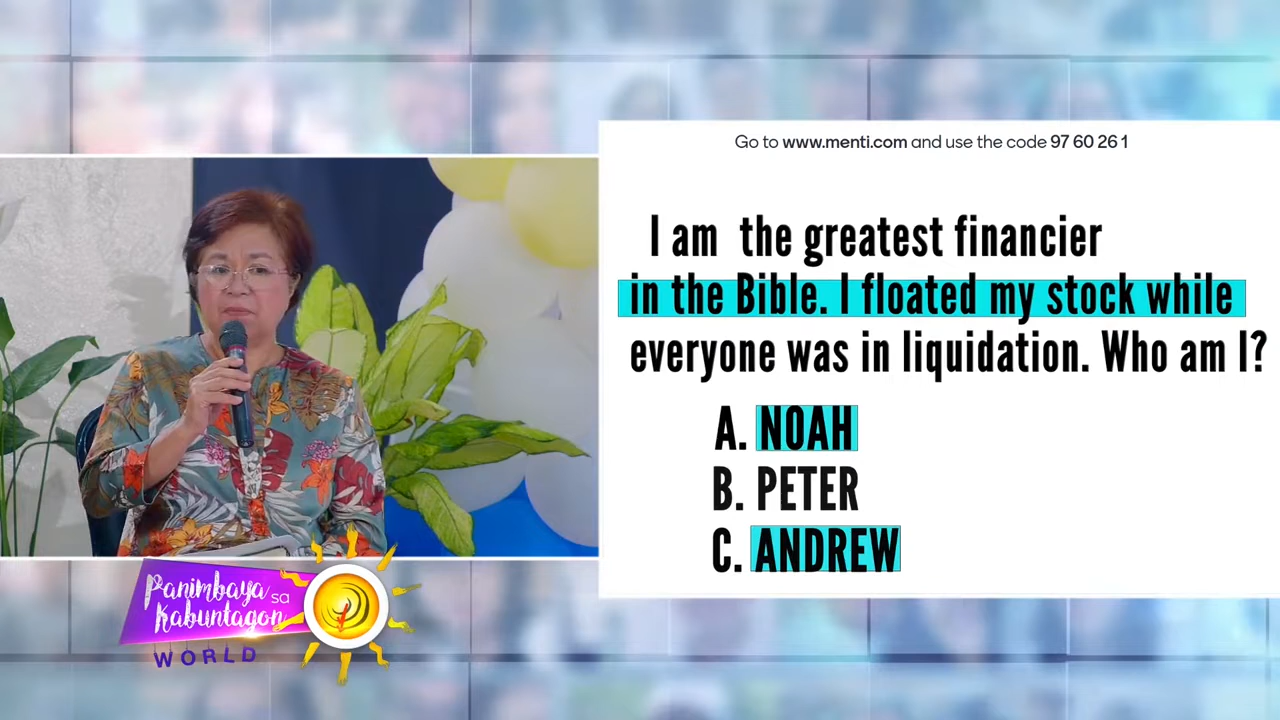 Go to www.menti.com and use the code 97 60 26 1
I am the greatest financier
in the Bible. I floated my stock while
everyone was in liquidation. Who am I?
A. NOAH
B. PETER
C. ANDREW
Panimbaya sa
Kabuntagon
WORLD